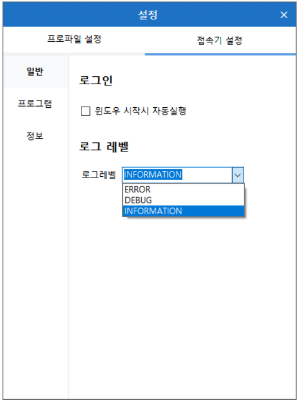 설정
프로파일 설정
접속기 설정
일반
프로그램
정보
로그인
윈도우 시작시 자동실행
로그 레벨
로그레벨 INFORMATION
ERROR
DEBUG
INFORMATION